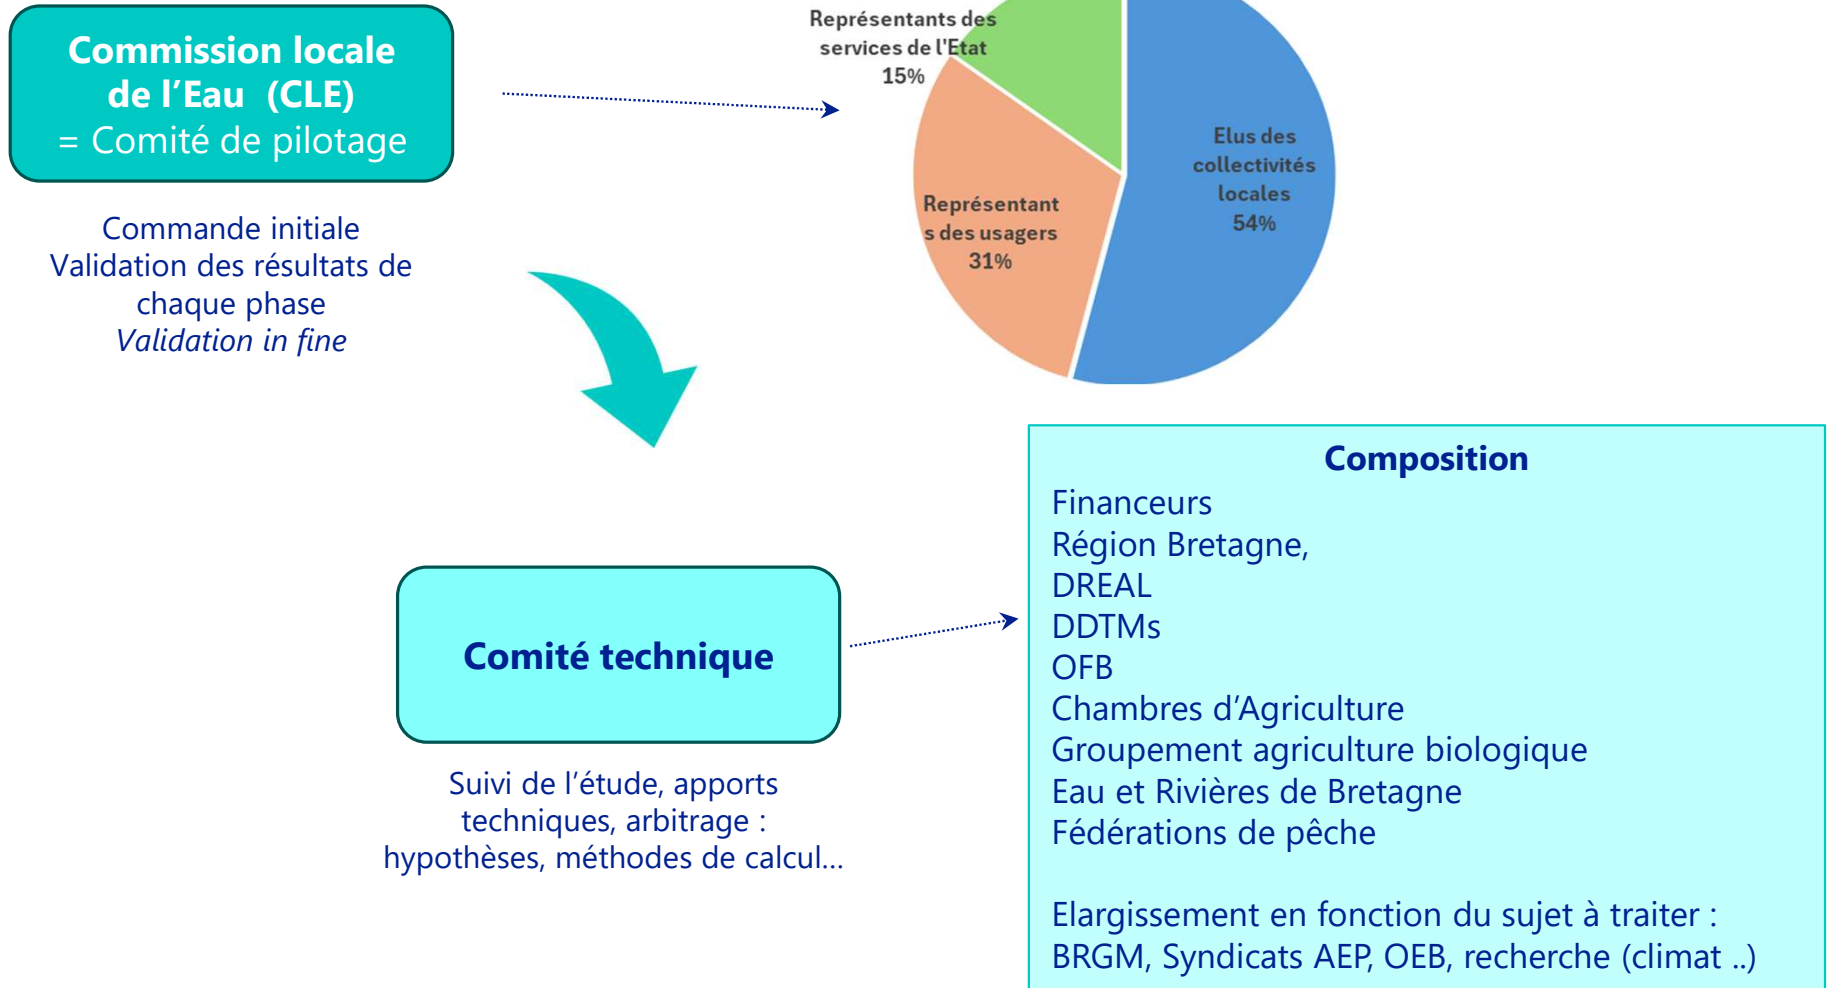 Commission locale
de l’Eau  (CLE)
= Comité de pilotage
Commande initiale
Validation des résultats de
chaque phase
Validation in fine
Représentants des
services de l'Etat
15%
Elus des
collectivités
locales
54%
Représentant
s des usagers
31%
Comité technique
Suivi de l’étude, apports
techniques, arbitrage :
hypothèses, méthodes de calcul…
Composition
Financeurs
Région Bretagne,
DREAL
DDTMs
OFB
Chambres d’Agriculture
Groupement agriculture biologique
Eau et Rivières de Bretagne
Fédérations de pêche
Elargissement en fonction du sujet à traiter :
BRGM, Syndicats AEP, OEB, recherche (climat ..)